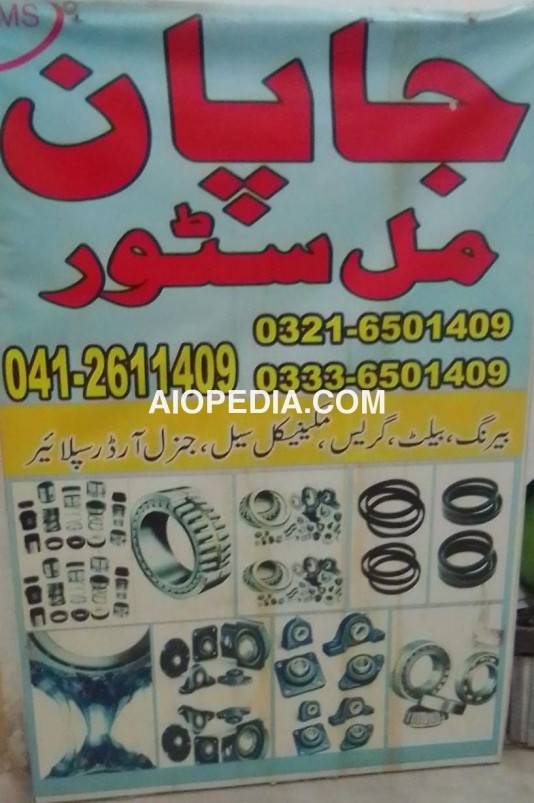 MS
جاپان
مل سٹور
0321-6501409
041-2611409
0333-6501409
AIOPEDIA.COM
بیرنگ، بیلٹ، گریس، مکینیکل سیل، جنرل آرڈر سپلائیر